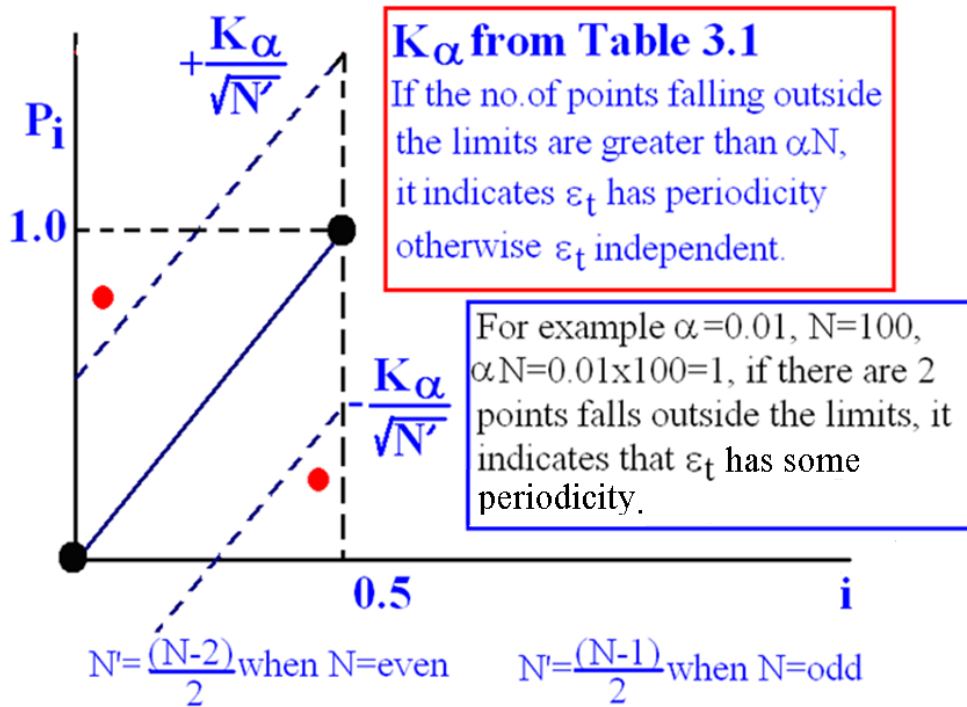 +Kα/√N'
Pi
1.0
Kα from Table 3.1
If the no.of points falling outside
the limits are greater than αN,
it indicates εt has periodicity
otherwise εt independent.
For example α=0.01, N=100,
αN=0.01x100=1, if there are 2
points falls outside the limits, it
indicates that εt has some
periodicity.
-Kα/√N'
0.5
i
N'=(N-2)/2 when N=even
N'=(N-1)/2 when N=odd